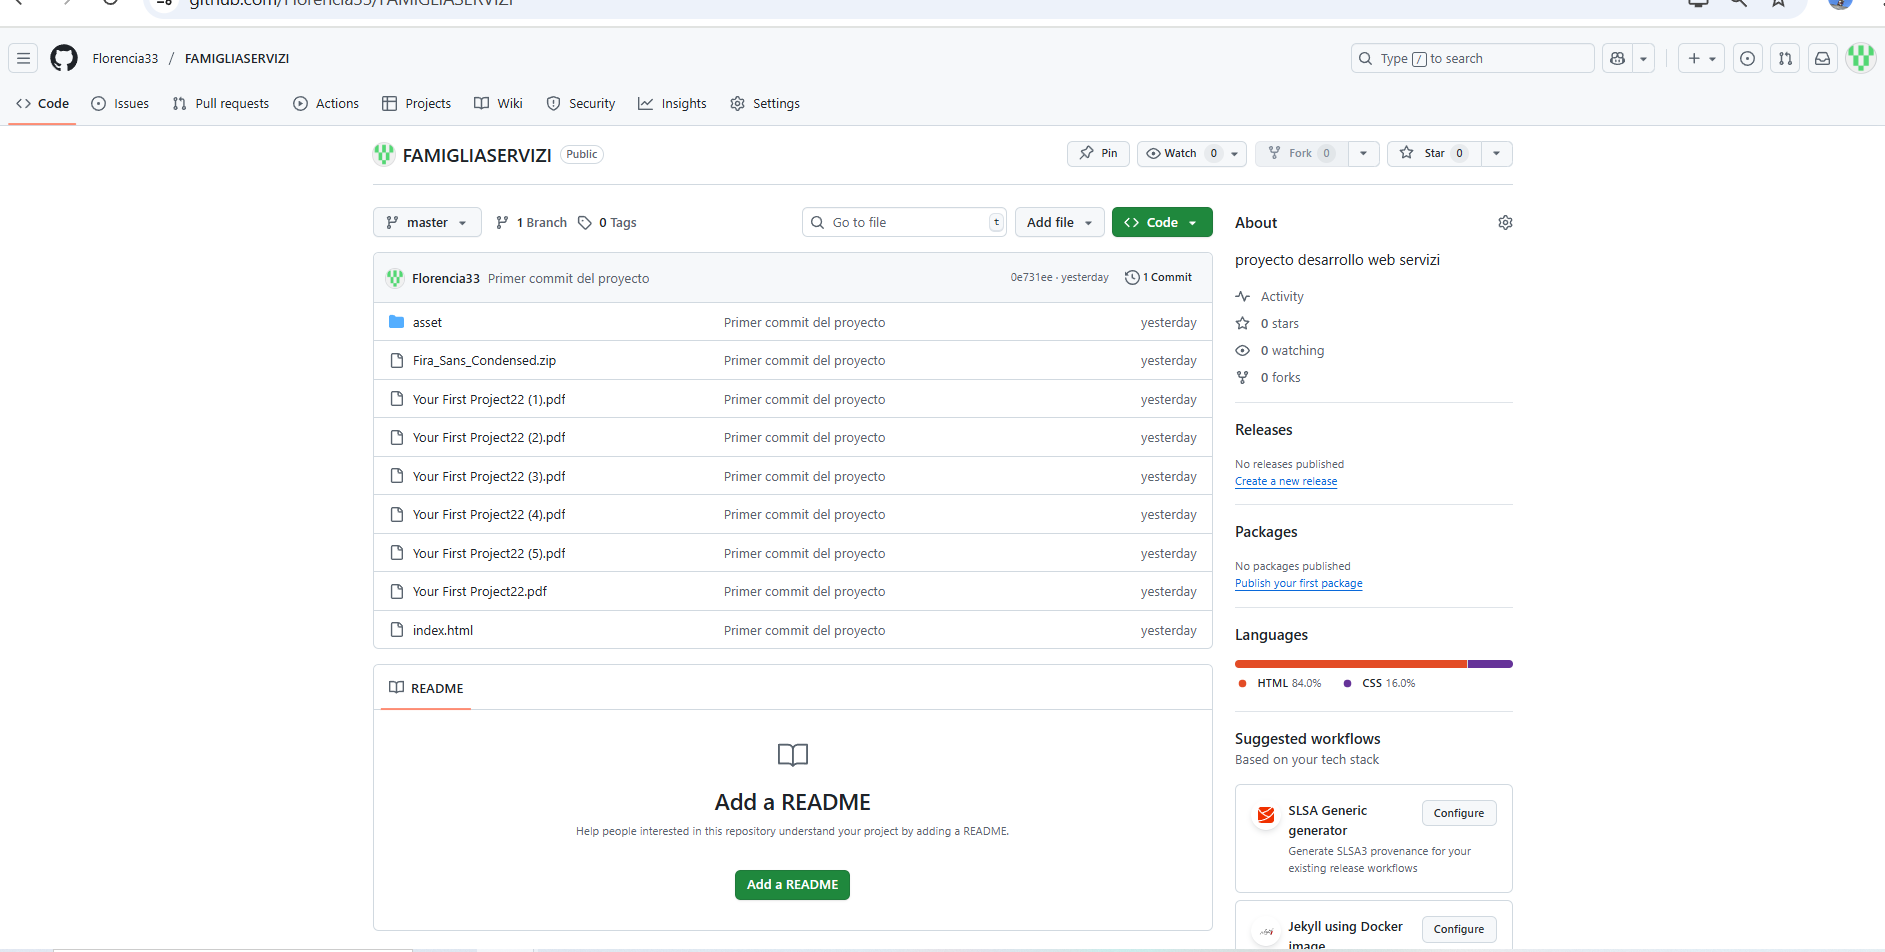 github.com/Florencia33/FAMIGLIASERVIZI
Florencia33 / FAMIGLIASERVIZI
Type / to search
Code Issues Pull requests Actions Projects Wiki Security Insights Settings
FAMIGLIASERVIZI Public
Pin Watch 0 Fork 0 Star 0
master 1 Branch 0 Tags
Go to file t
Add file Code
Florencia33 Primer commit del proyecto 0e731ee · yesterday 1 Commit
asset Primer commit del proyecto yesterday
Fira_Sans_Condensed.zip Primer commit del proyecto yesterday
Your First Project22 (1).pdf Primer commit del proyecto yesterday
Your First Project22 (2).pdf Primer commit del proyecto yesterday
Your First Project22 (3).pdf Primer commit del proyecto yesterday
Your First Project22 (4).pdf Primer commit del proyecto yesterday
Your First Project22 (5).pdf Primer commit del proyecto yesterday
Your First Project22.pdf Primer commit del proyecto yesterday
index.html Primer commit del proyecto yesterday
README
Add a README
Help people interested in this repository understand your project by adding a README.
Add a README
About
proyecto desarrollo web servizi
Activity
0 stars
0 watching
0 forks
Releases
No releases published
Create a new release
Packages
No packages published
Publish your first package
Languages
HTML 84.0% CSS 16.0%
Suggested workflows
Based on your tech stack
SLSA Generic
generator
Configure
Generate SLSA3 provenance for your
existing release workflows
Jekyll using Docker
image
Configure